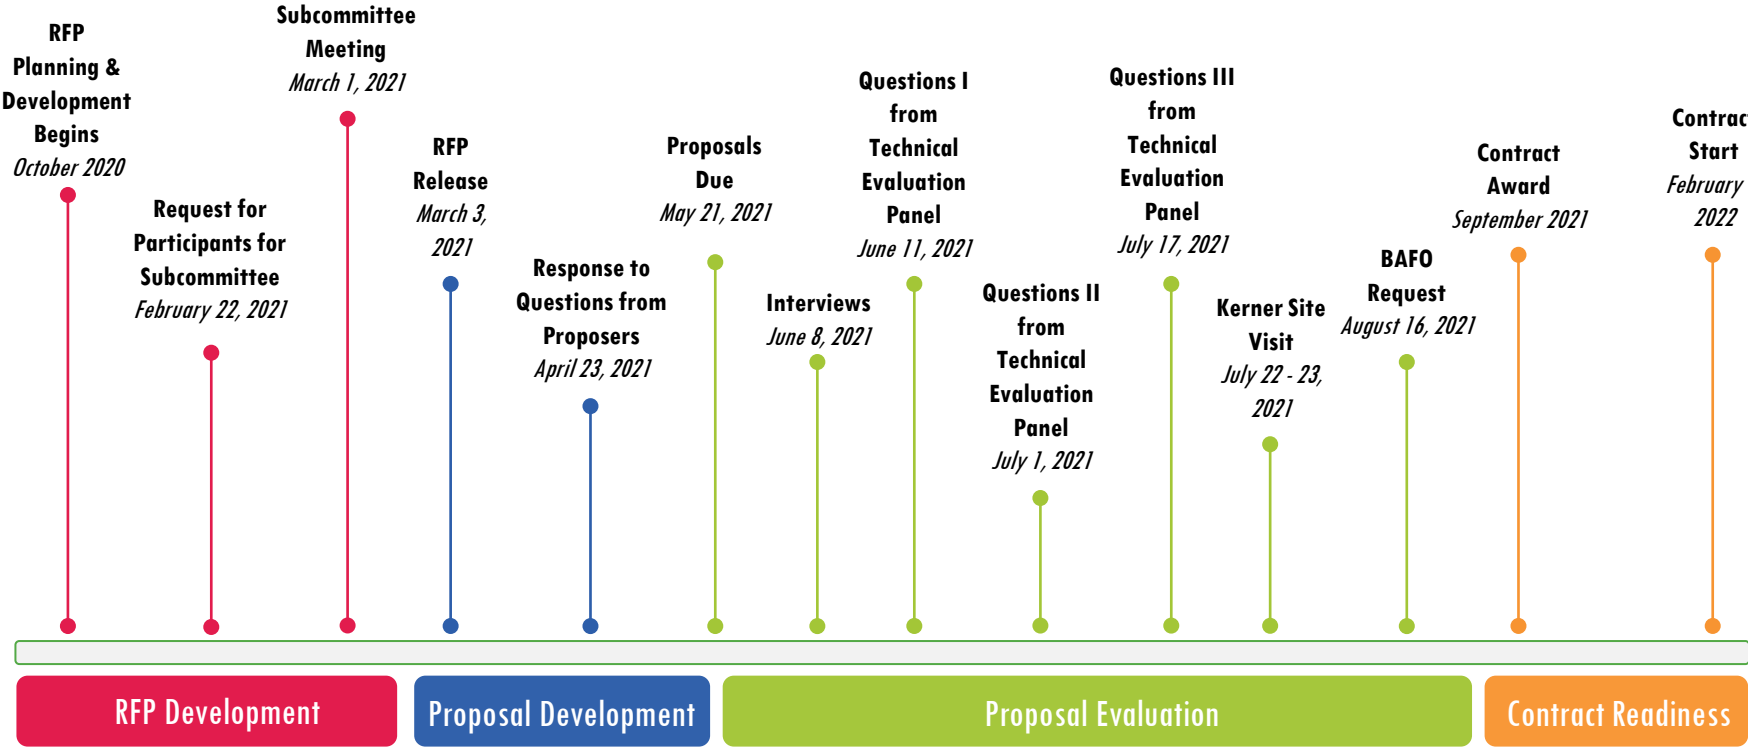 RFP
Planning &
Development
Begins
October 2020
Request for
Participants for
Subcommittee
February 22, 2021
Subcommittee
Meeting
March 1, 2021
RFP
Release
March 3,
2021
Response to
Questions from
Proposers
April 23, 2021
Proposals
Due
May 21, 2021
Interviews
June 8, 2021
Questions I
from
Technical
Evaluation
Panel
June 11, 2021
Questions II
from
Technical
Evaluation
Panel
July 1, 2021
Questions III
from
Technical
Evaluation
Panel
July 17, 2021
Kerner Site
Visit
July 22 - 23,
2021
BAFO
Request
August 16, 2021
Contract
Award
September 2021
Contrac
Start
February
2022
RFP Development
Proposal Development
Proposal Evaluation
Contract Readiness